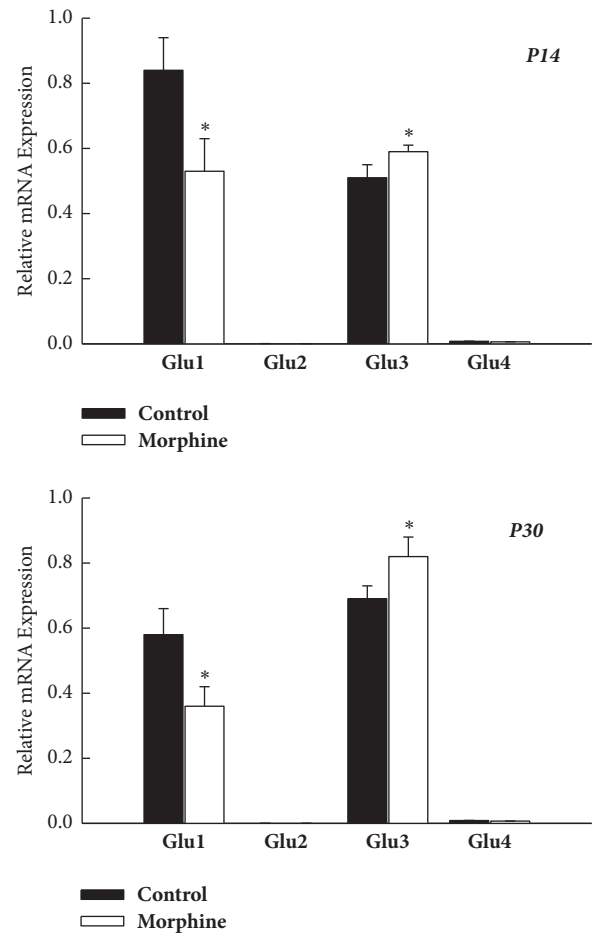 P14
Relative mRNA Expression
1.0
0.8
0.6
0.4
0.2
0.0
* *
Glu1 Glu2 Glu3 Glu4
Control
Morphine
P30
Relative mRNA Expression
1.0
0.8
0.6
0.4
0.2
0.0
* *
Glu1 Glu2 Glu3 Glu4
Control
Morphine